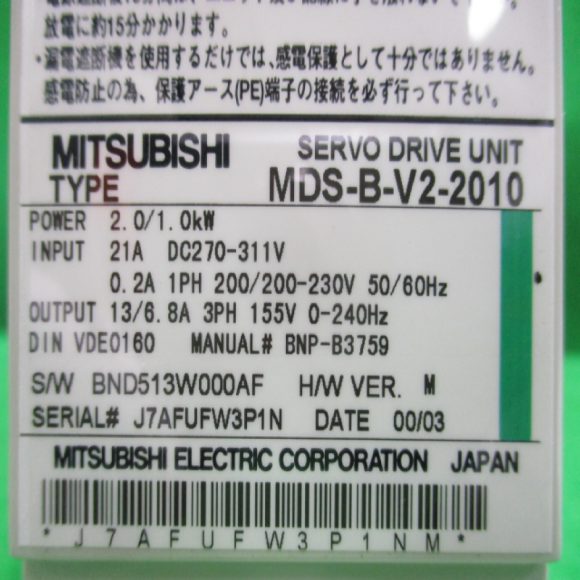 放電に約15分かかります。
・漏電遮断機を使用するだけでは、感電保護として十分ではありません。
感電防止の為、保護アース(PE)端子の接続を必ず行って下さい。
MITSUBISHI SERVO DRIVE UNIT
TYPE MDS-B-V2-2010
POWER 2.0/1.0kW
INPUT 21A DC270-311V
0.2A 1PH 200/200-230V 50/60Hz
OUTPUT 13/6.8A 3PH 155V 0-240Hz
DIN VDE0160 MANUAL# BNP-B3759
S/W BND513W000AF H/W VER. M
SERIAL# J7AFUFW3P1N DATE 00/03
MITSUBISHI ELECTRIC CORPORATION JAPAN
*J7AFUFW3P1NM*